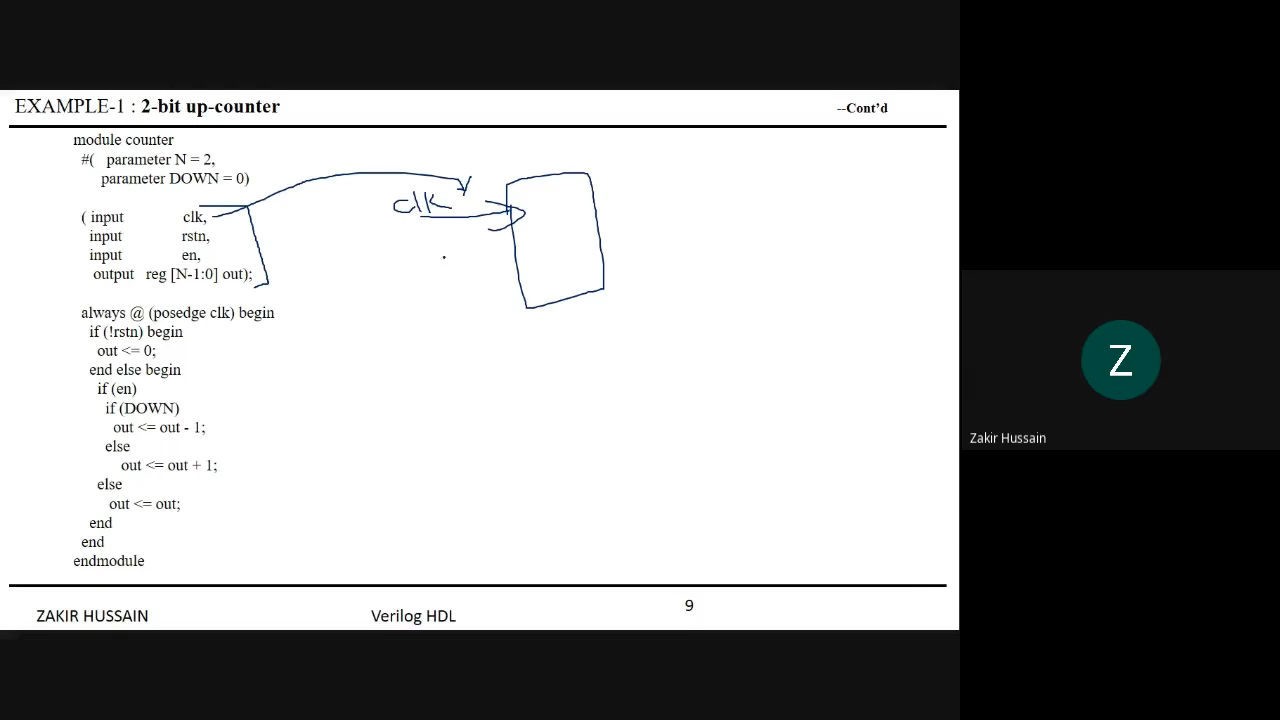 EXAMPLE-1 : 2-bit up-counter
--Cont'd
module counter
#( parameter N = 2,
parameter DOWN = 0)
( input clk,
input rstn,
input en,
output reg [N-1:0] out);
clk
always @ (posedge clk) begin
if (!rstn) begin
out <= 0;
end else begin
if (en)
if (DOWN)
out <= out - 1;
else
out <= out + 1;
else
out <= out;
end
end
endmodule
ZAKIR HUSSAIN
Verilog HDL
9
Z
Zakir Hussain